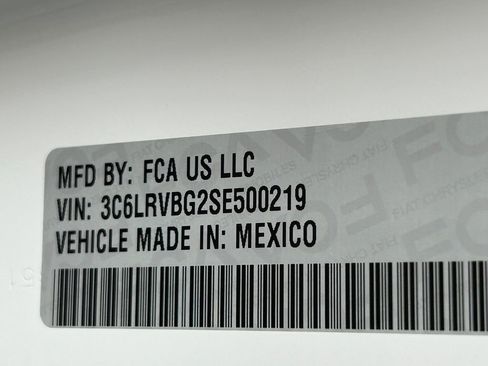 MFD BY: FCA US LLC
VIN: 3C6LRVBG2SE500219
VEHICLE MADE IN: MEXICO